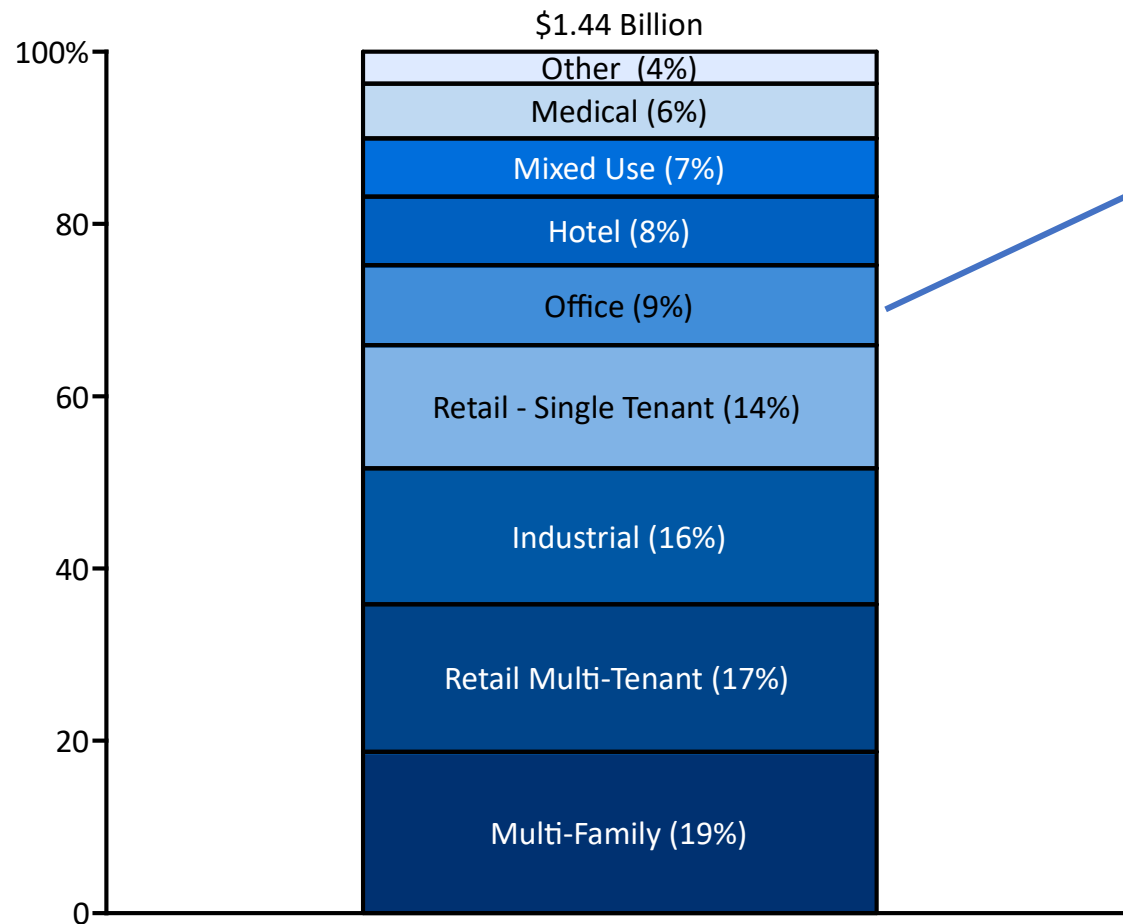 $1.44 Billion
100%
Other  (4%)
Medical (6%)
Mixed Use (7%)
80
Hotel (8%)
Office (9%)
60
Retail - Single Tenant (14%)
Industrial (16%)
40
Retail Multi-Tenant (17%)
20
Multi-Family (19%)
0